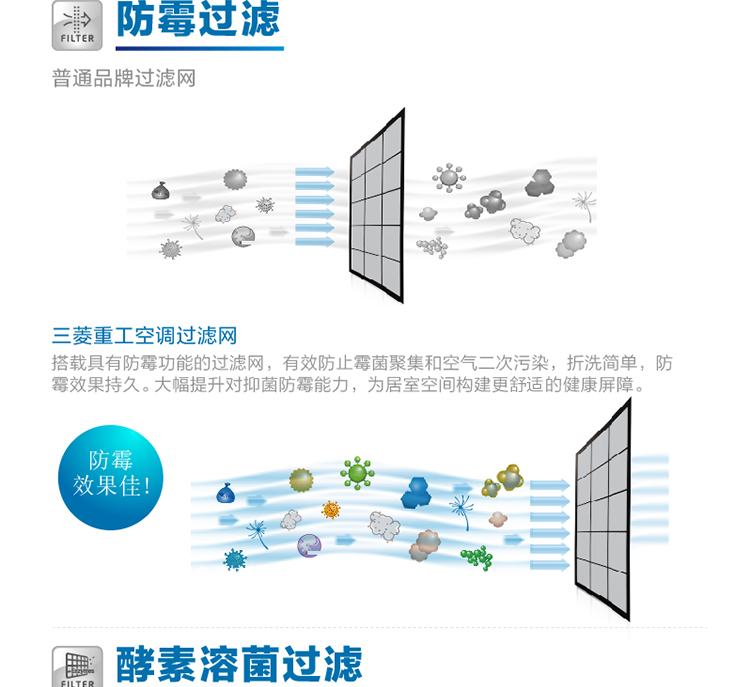 FILTER
防霉过滤
普通品牌过滤网
三菱重工空调过滤网
搭载具有防霉功能的过滤网，有效防止霉菌聚集和空气二次污染，折洗简单，防
霉效果持久。大幅提升对抑菌防霉能力，为居室空间构建更舒适的健康屏障。
防霉
效果佳!
FILTER
酵素溶菌过滤